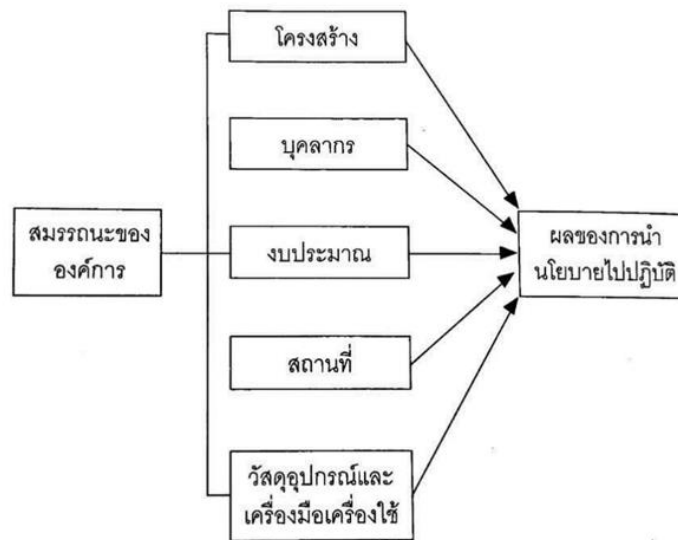 โครงสร้าง
บุคลากร
สมรรถนะของ
องค์การ
งบประมาณ
ผลของการนำ
นโยบายไปปฏิบัติ
สถานที่
วัสดุอุปกรณ์และ
เครื่องมือเครื่องใช้